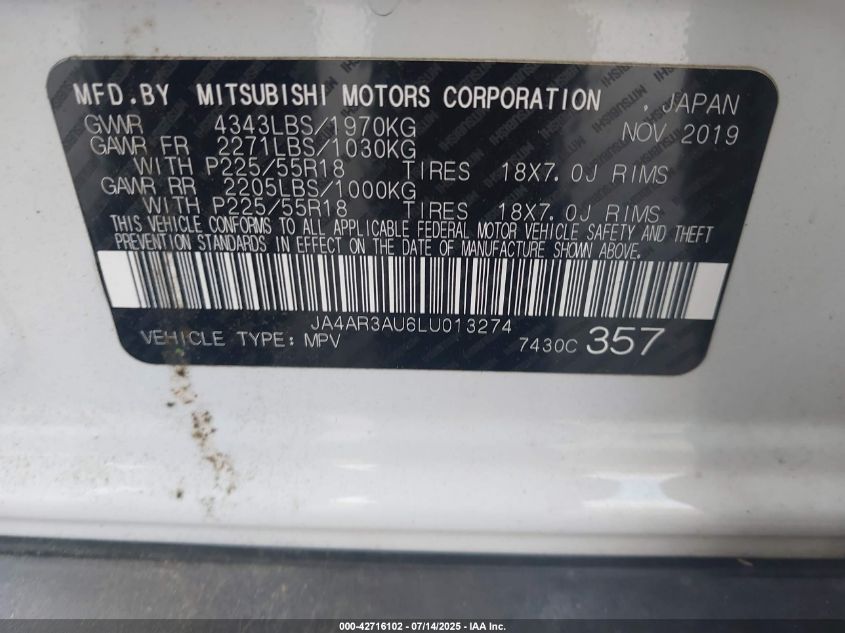 MFD.BY MITSUBISHI MOTORS CORPORATION , JAPAN
GVWR 4343LBS/1970KG NOV.2019
GAWR FR 2271LBS/1030KG
WITH P225/55R18 TIRES 18X7.0J RIMS
GAWR RR 2205LBS/1000KG
WITH P225/55R18 TIRES 18X7.0J RIMS
THIS VEHICLE CONFORMS TO ALL APPLICABLE FEDERAL MOTOR VEHICLE SAFETY AND THEFT
PREVENTION STANDARDS IN EFFECT ON THE DATE OF MANUFACTURE SHOWN ABOVE.
JA4AR3AU6LU013274
VEHICLE TYPE: MPV 7430C 357
000-42716102 - 07/14/2025 - IAA Inc.